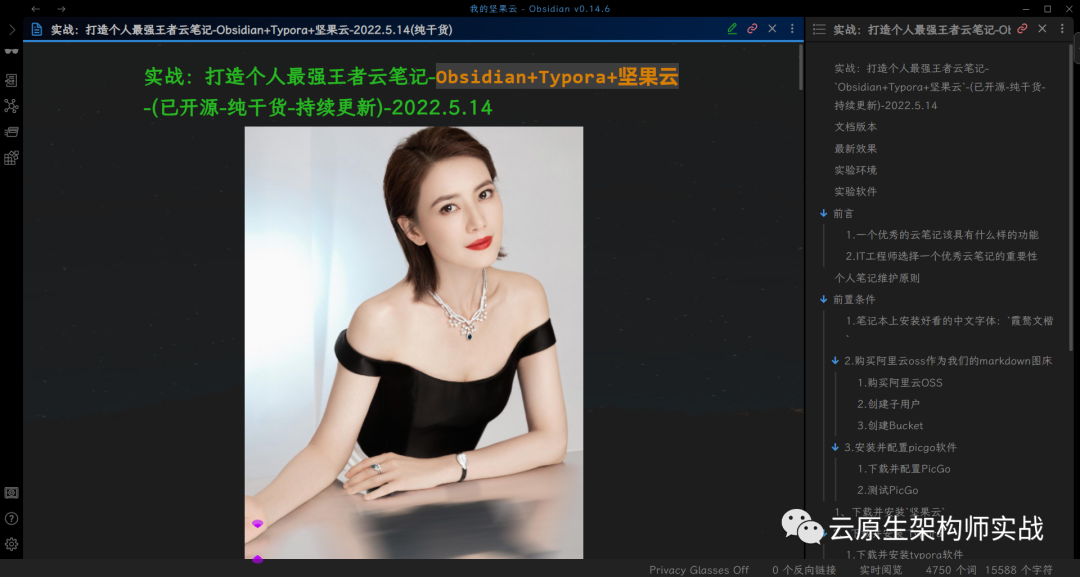 我的坚果云 - Obsidian v0.14.6
实战：打造个人最强王者云笔记-Obsidian+Typora+坚果云-2022.5.14(纯干货)
实战：打造个人最强王者云笔记-Obsidian+Typora+坚果云
-(已开源-纯干货-持续更新)-2022.5.14
实战：打造个人最强王者云笔记-Ob
实战：打造个人最强王者云笔记-
`Obsidian+Typora+坚果云`-(已开源-纯干货-
持续更新)-2022.5.14
文档版本
最新效果
实验环境
实验软件
前言
1.一个优秀的云笔记该具有什么样的功能
2.IT工程师选择一个优秀云笔记的重要性
个人笔记维护原则
前置条件
1.笔记本上安装好看的中文字体：`霞鹜文楷
`
2.购买阿里云oss作为我们的markdown图床
1.购买阿里云OSS
2.创建子用户
3.创建Bucket
3.安装并配置picgo软件
1.下载并配置PicGo
2.测试PicGo
1、下载并安装`坚果云`
云原生架构师实战
1.下载并安装typora软件
Privacy Glasses Off 0 个反向链接 实时阅览 4750 个词 15588 个字符